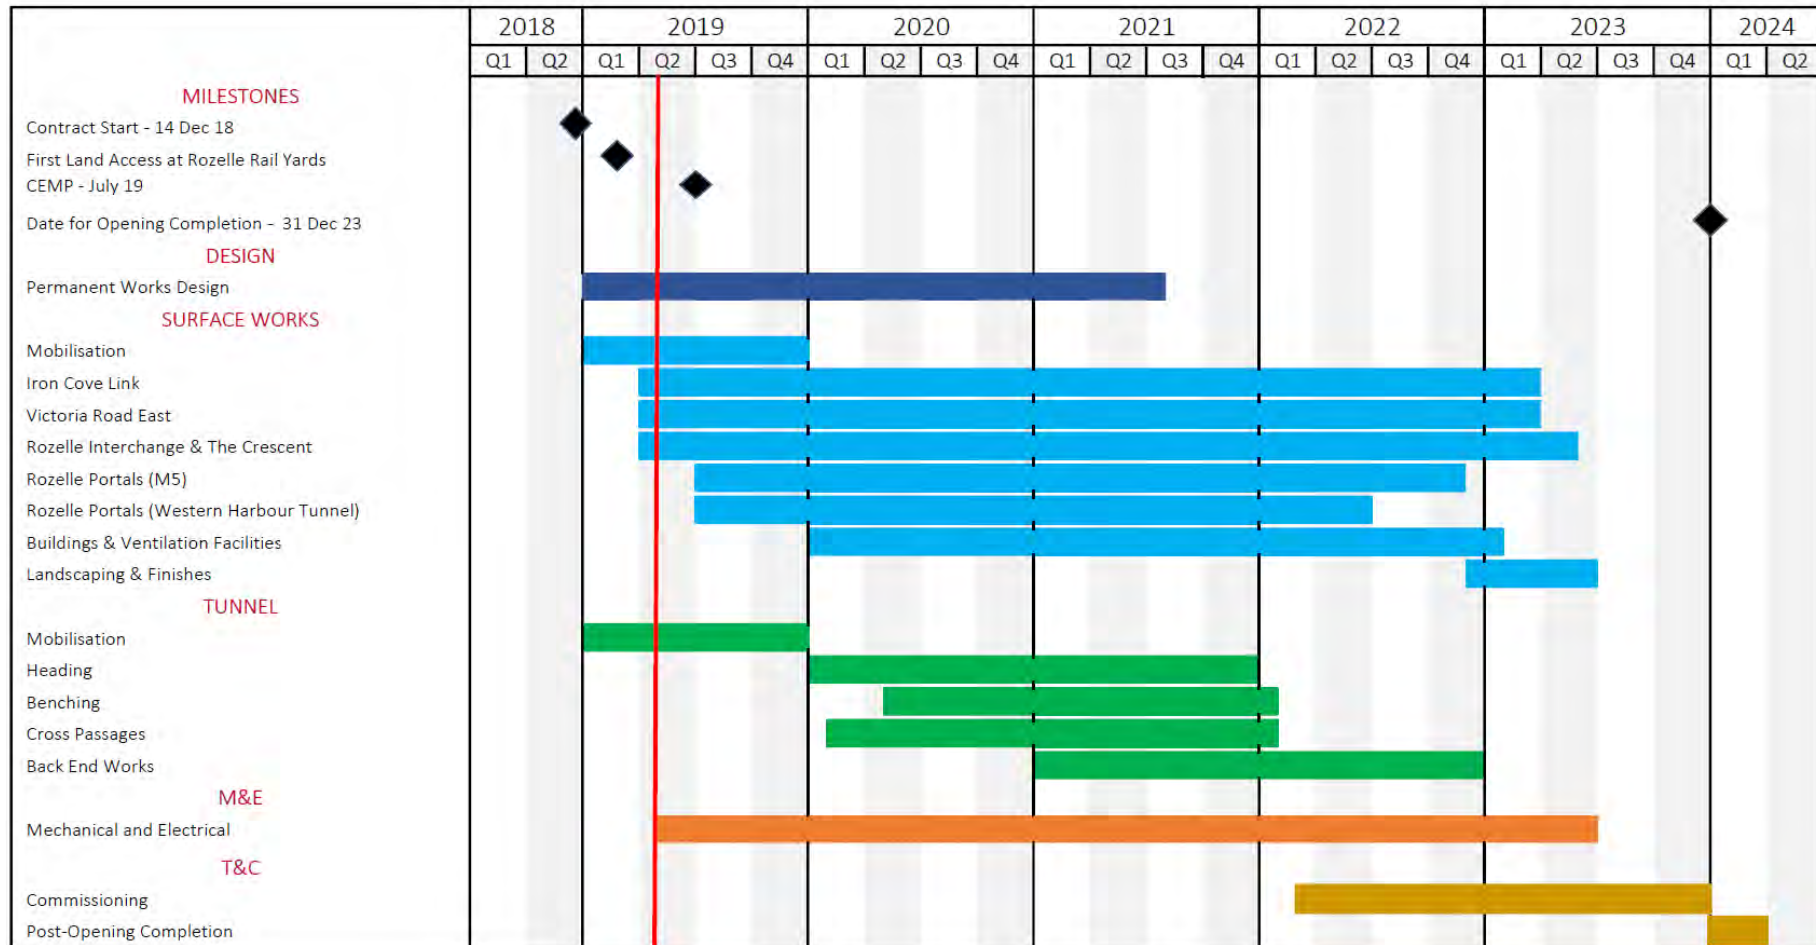 2018 2019 2020 2021 2022 2023 2024
Q1 Q2 Q1 Q2 Q3 Q4 Q1 Q2 Q3 Q4 Q1 Q2 Q3 Q4 Q1 Q2 Q3 Q4 Q1 Q2 Q3 Q4 Q1 Q2
MILESTONES
Contract Start - 14 Dec 18
First Land Access at Rozelle Rail Yards
CEMP - July 19
Date for Opening Completion - 31 Dec 23
DESIGN
Permanent Works Design
SURFACE WORKS
Mobilisation
Iron Cove Link
Victoria Road East
Rozelle Interchange & The Crescent
Rozelle Portals (M5)
Rozelle Portals (Western Harbour Tunnel)
Buildings & Ventilation Facilities
Landscaping & Finishes
TUNNEL
Mobilisation
Heading
Benching
Cross Passages
Back End Works
M&E
Mechanical and Electrical
T&C
Commissioning
Post-Opening Completion